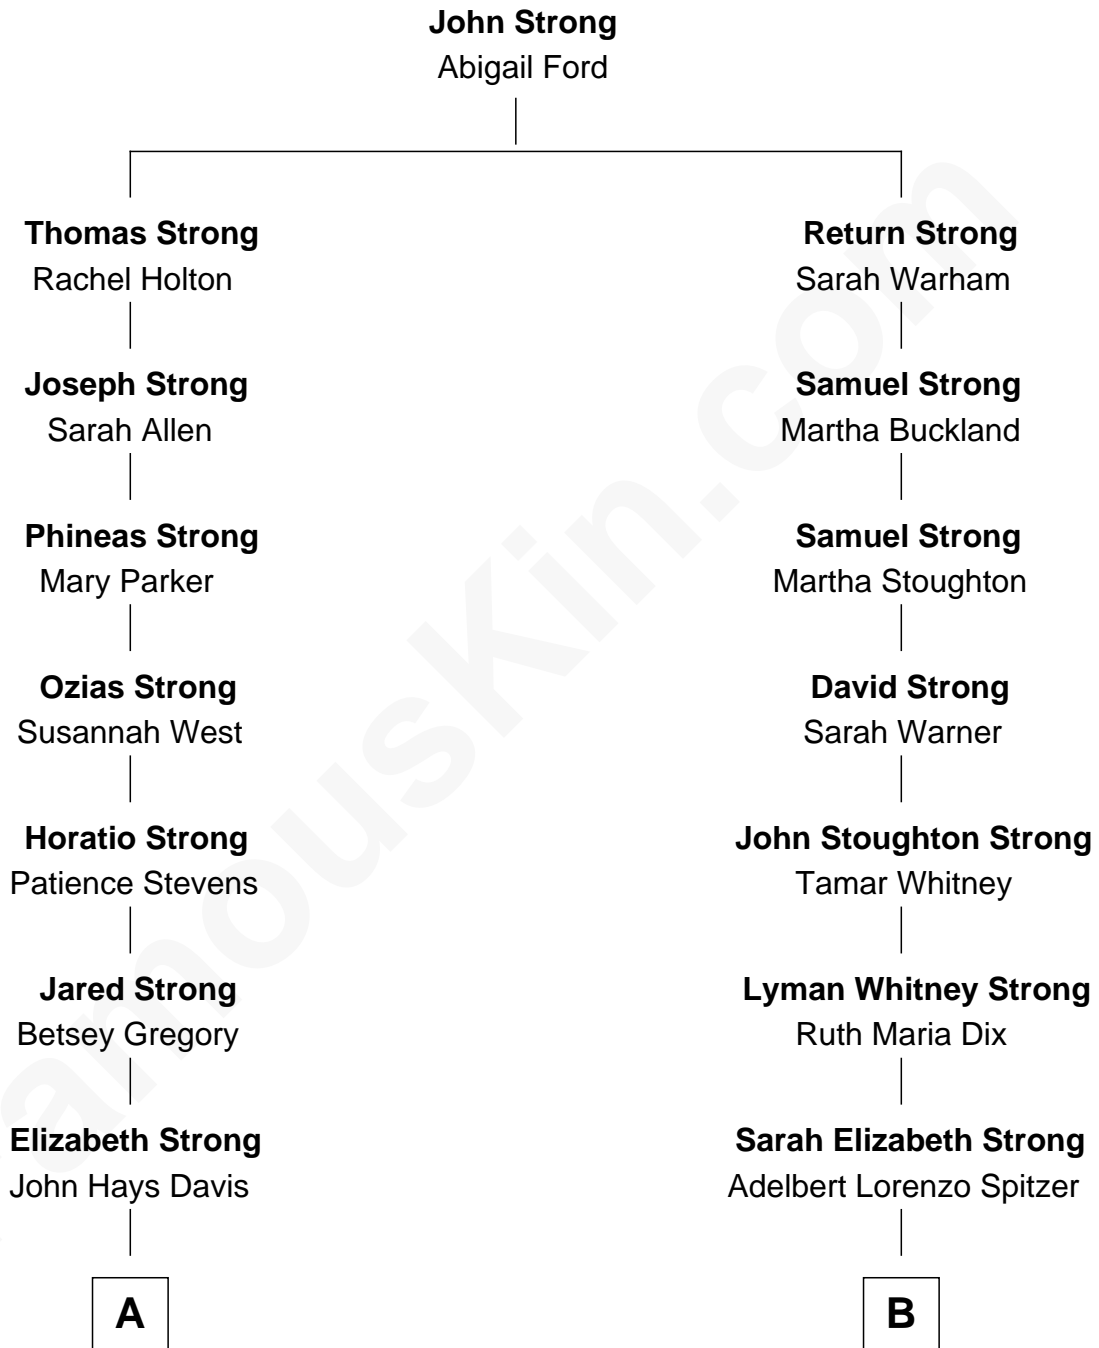 John Strong
Abigail Ford
Thomas Strong
Rachel Holton
Return Strong
Sarah Warham
Joseph Strong
Sarah Allen
Samuel Strong
Martha Buckland
Phineas Strong
Mary Parker
Samuel Strong
Martha Stoughton
Ozias Strong
Susannah West
David Strong
Sarah Warner
Horatio Strong
Patience Stevens
John Stoughton Strong
Tamar Whitney
Jared Strong
Betsey Gregory
Lyman Whitney Strong
Ruth Maria Dix
Elizabeth Strong
John Hays Davis
Sarah Elizabeth Strong
Adelbert Lorenzo Spitzer
A
B
amouskin.com